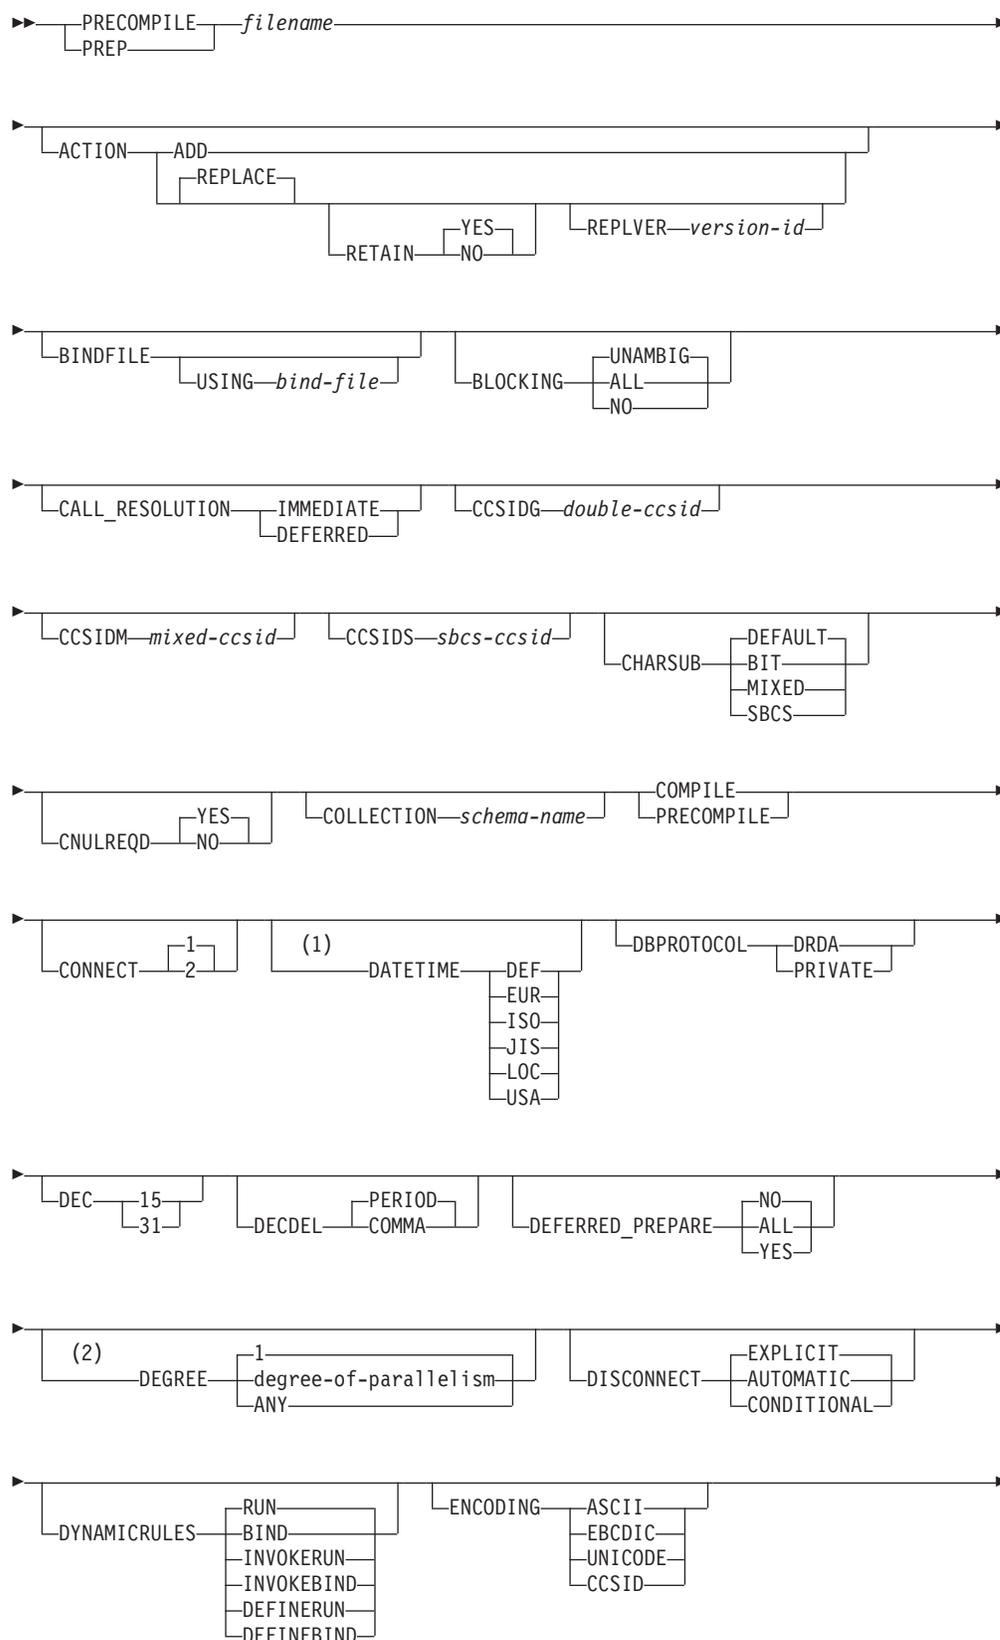 PRECOMPILE filename
PREP
ACTION ADD
REPLACE
YES REPLVER version-id
RETAIN NO
BINDFILE UNAMBIG
USING bind-file BLOCKING ALL
NO
CALL_RESOLUTION IMMEDIATE CCSIDG double-ccsid
DEFERRED
CCSIDM mixed-ccsid CCSIDS sbcs-ccsid DEFAULT
CHARSUB BIT
MIXED
SBCS
COMPILE
YES COLLECTION schema-name PRECOMPILE
CNULREQD NO
1 (1) DBPROTOCOL DRDA
CONNECT 2 DATETIME DEF PRIVATE
EUR
ISO
JIS
LOC
USA
DEC 15 PERIOD NO
31 DECDEL COMMA DEFERRED_PREPARE ALL
YES
(2) 1 EXPLICIT
DEGREE degree-of-parallelism DISCONNECT AUTOMATIC
ANY CONDITIONAL
RUN ENCODING ASCII
DYNAMICRULES BIND EBCDIC
INVOKERUN UNICODE
INVOKEBIND CCSID
DEFINERUN
DEFINEBIND